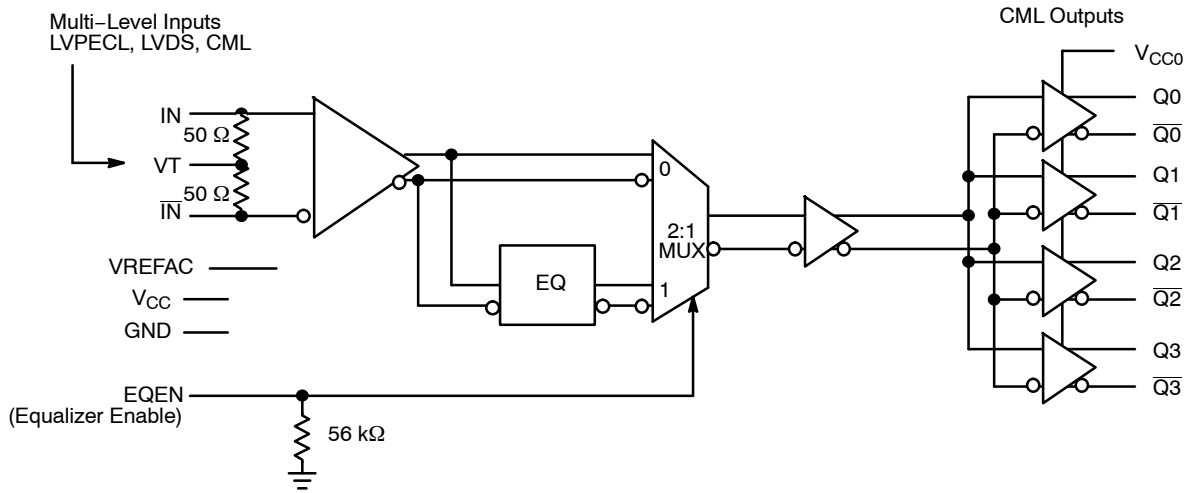 Multi−Level Inputs
LVPECL, LVDS, CML
CML Outputs
VCC0
IN
50 Ω
VT
50 Ω
IN
VREFAC
VCC
GND
EQEN
(Equalizer Enable)
56 kΩ
EQ
0
2:1
MUX
1
Q0
Q0
Q1
Q1
Q2
Q2
Q3
Q3